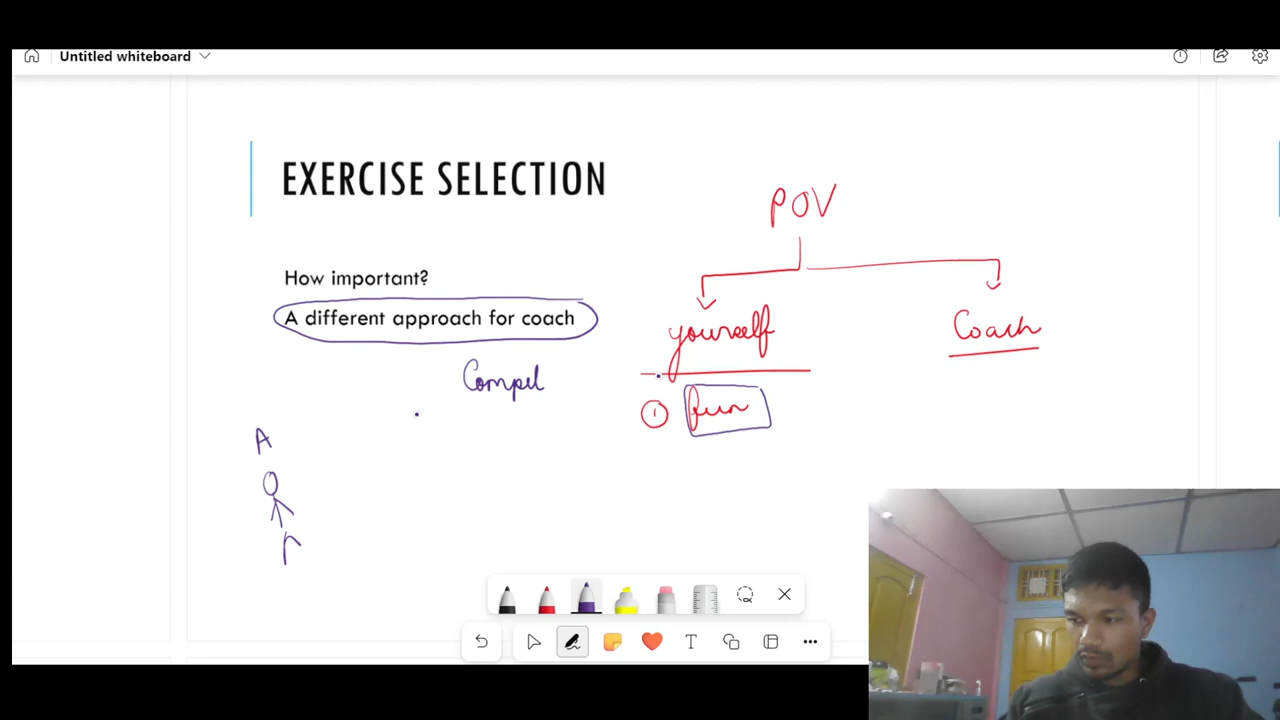 Untitled whiteboard
EXERCISE SELECTION
POV
How important?
A different approach for coach
yourself
Coach
Compel
1 fun
A
T